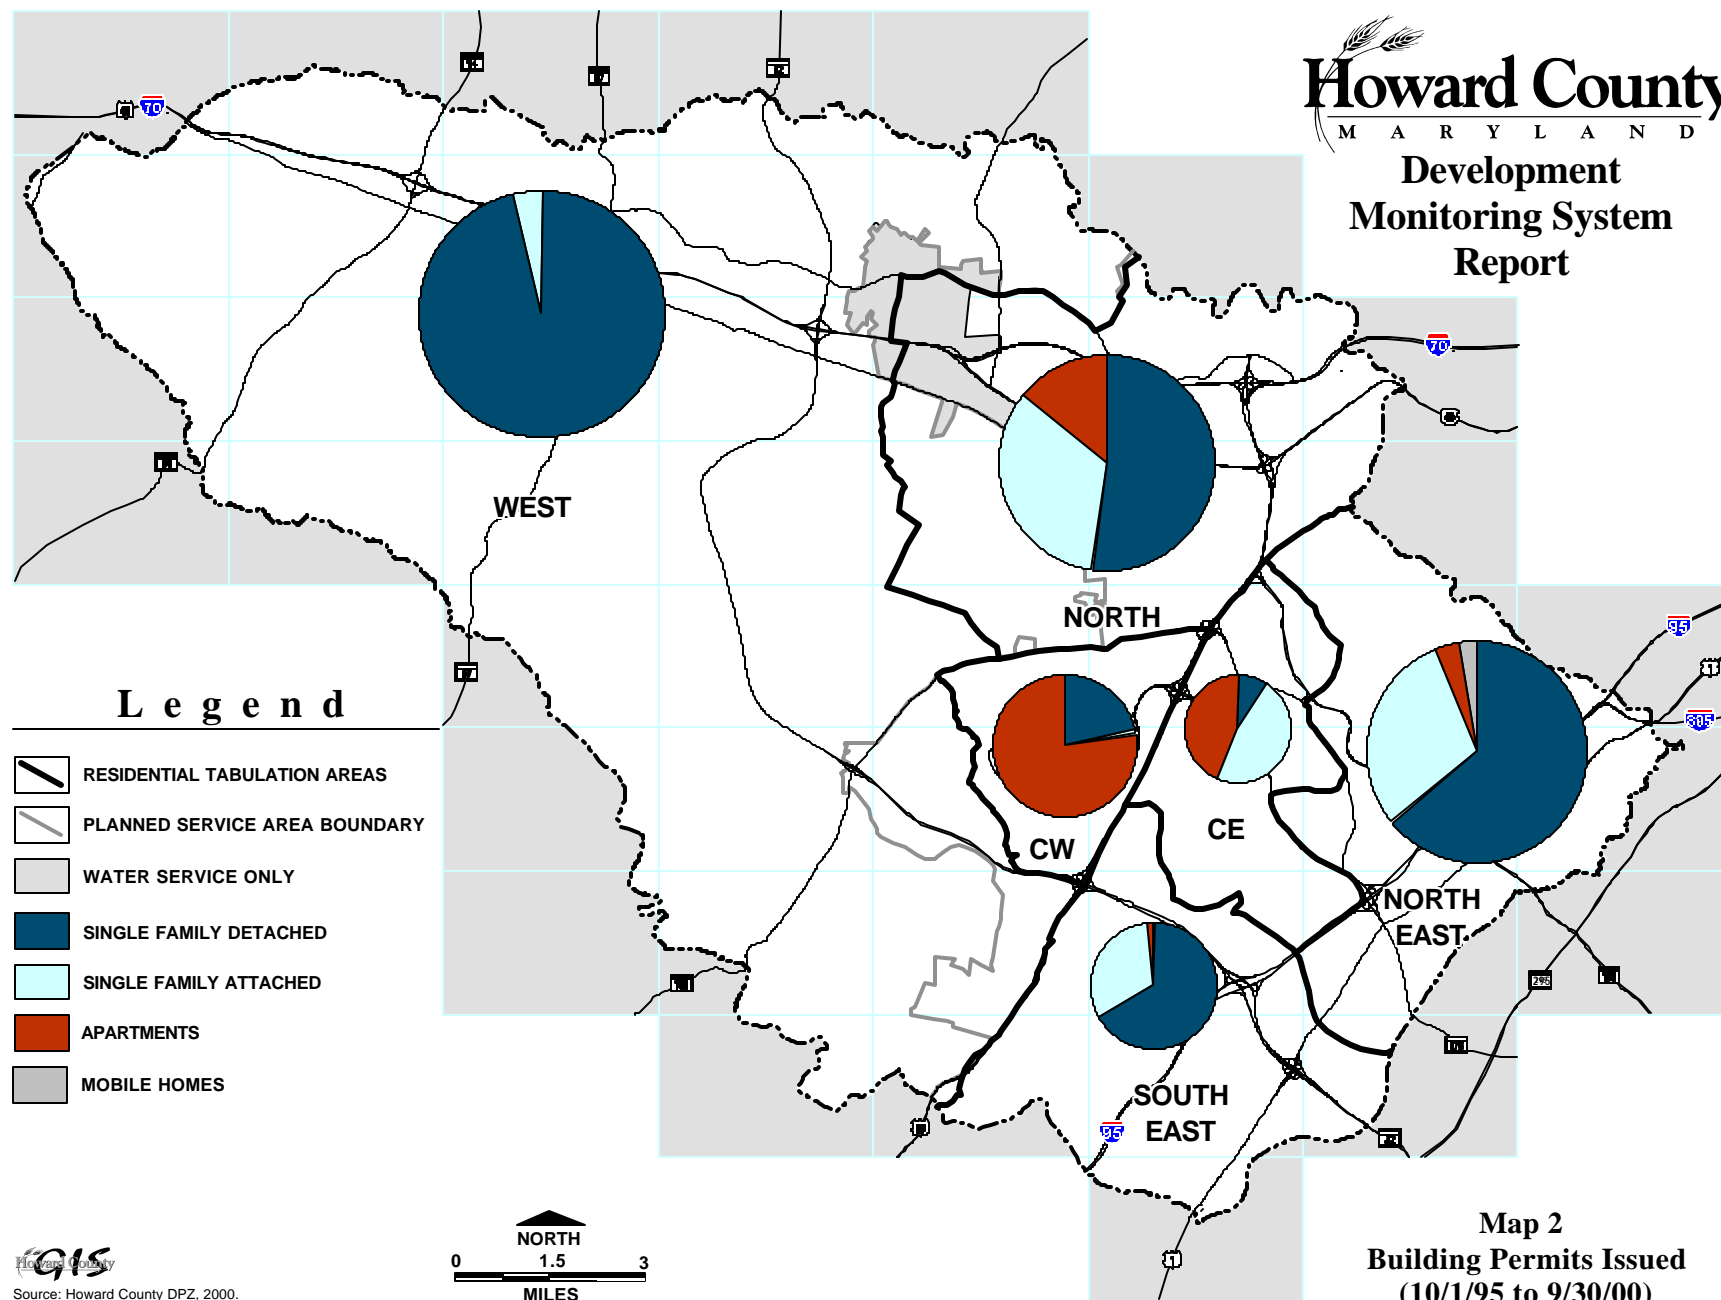 Howard County
MARYLAND
Development
Monitoring System
Report
70
70
WEST
NORTH
95
1
Legend
RESIDENTIAL TABULATION AREAS
PLANNED SERVICE AREA BOUNDARY
WATER SERVICE ONLY
SINGLE FAMILY DETACHED
SINGLE FAMILY ATTACHED
APARTMENTS
MOBILE HOMES
CW
CE
NORTH
EAST
295
SOUTH
EAST
95
1
NORTH
0 1.5 3
MILES
Howard County
GIS
Source: Howard County DPZ, 2000.
Map 2
Building Permits Issued
(10/1/95 to 9/30/00)